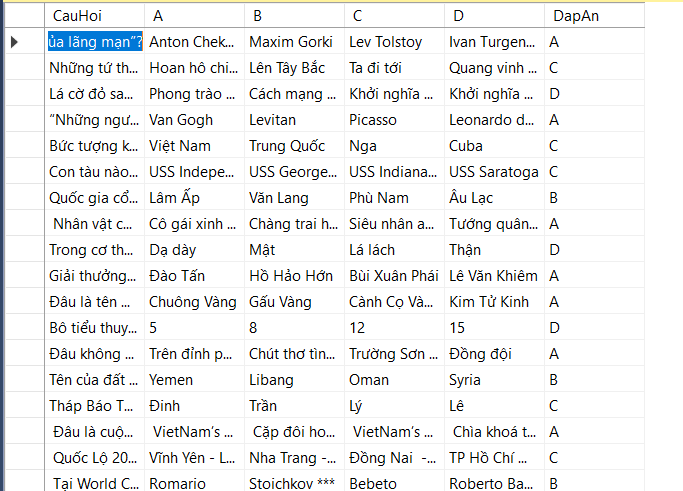 CauHoi A B C D DapAn
ủa lãng mạn”? Anton Chek... Maxim Gorki Lev Tolstoy Ivan Turgen... A
Những tứ th... Hoan hô chi... Lên Tây Bắc Ta đi tới Quang vinh ... C
Lá cờ đỏ sa... Phong trào ... Cách mạng ... Khởi nghĩa ... Khởi nghĩa ... D
“Những ngư... Van Gogh Levitan Picasso Leonardo d... A
Bức tượng k... Việt Nam Trung Quốc Nga Cuba C
Con tàu nào... USS Indepe... USS George... USS Indiana... USS Saratoga C
Quốc gia cổ... Lâm Ấp Văn Lang Phù Nam Âu Lạc B
Nhân vật c... Cô gái xinh ... Chàng trai h... Siêu nhân a... Tướng quân... A
Trong cơ th... Dạ dày Mật Lá lách Thận D
Giải thưởng... Đào Tấn Hồ Hảo Hớn Bùi Xuân Phái Lê Văn Khiêm A
Đâu là tên ... Chuông Vàng Gấu Vàng Cành Cọ Và... Kim Tử Kinh A
Bô tiểu thuy... 5 8 12 15 D
Đâu không ... Trên đỉnh p... Chút thơ tìn... Trường Sơn ... Đồng đội A
Tên của đất ... Yemen Libang Oman Syria B
Tháp Báo T... Đinh Trần Lý Lê C
Đâu là cuộ... VietNam’s ... Cặp đôi ho... VietNam’s ... Chìa khoá t... A
Quốc Lộ 20... Vĩnh Yên - L... Nha Trang -... Đồng Nai -... TP Hồ Chí ... C
Tại World C... Romario Stoichkov *** Bebeto Roberto Ba... B